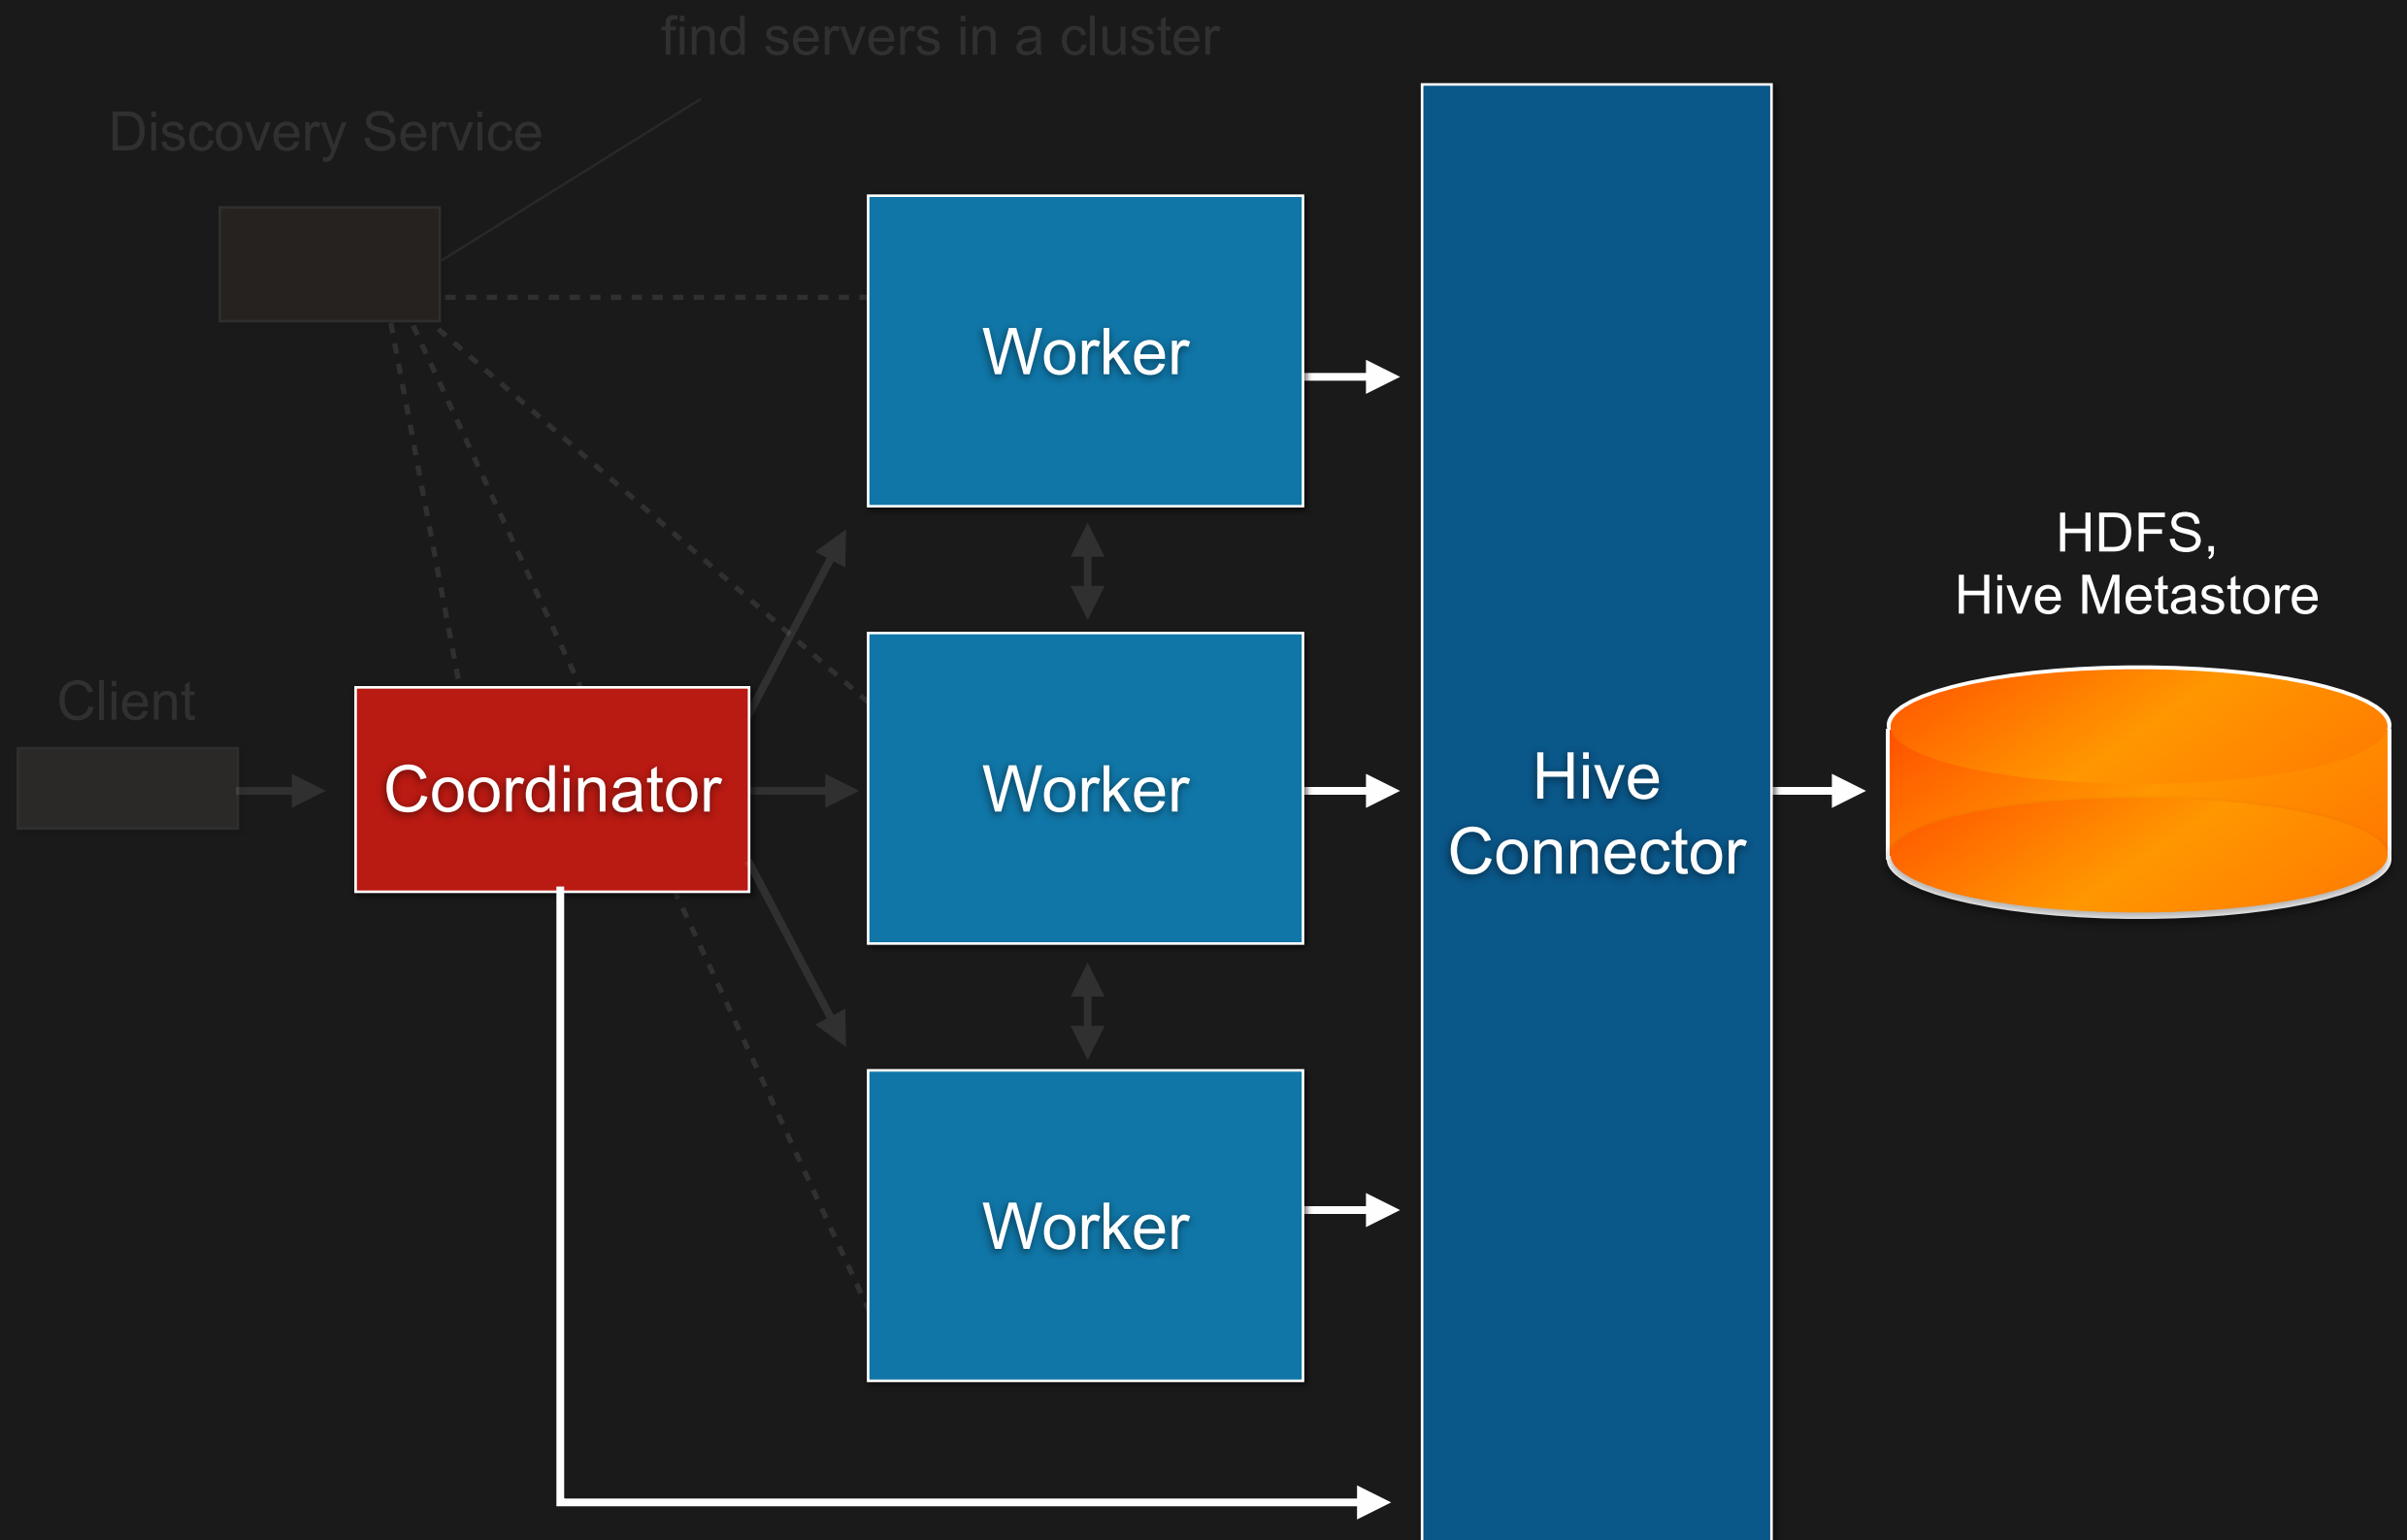 find servers in a cluster
Discovery Service
Worker
HDFS,
Hive Metastore
Client
Coordinator
Worker
Hive
Connector
Worker